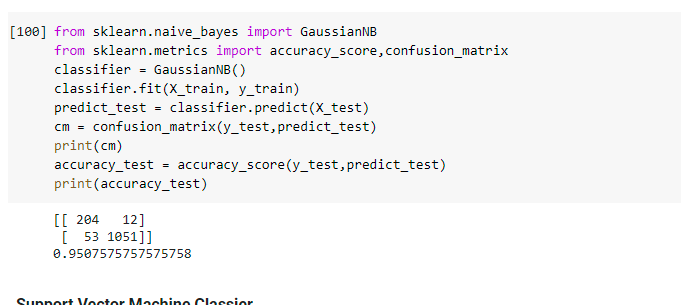 [100] from sklearn.naive_bayes import GaussianNB
from sklearn.metrics import accuracy_score,confusion_matrix
classifier = GaussianNB()
classifier.fit(X_train, y_train)
predict_test = classifier.predict(X_test)
cm = confusion_matrix(y_test,predict_test)
print(cm)
accuracy_test = accuracy_score(y_test,predict_test)
print(accuracy_test)
[[ 204   12]
[  53 1051]]
0.9507575757575758
Support Vector Machine Classier